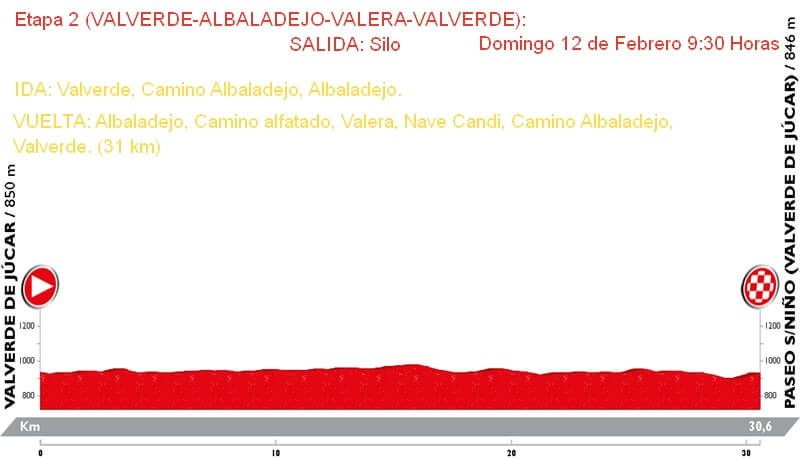 Etapa 2 (VALVERDE-ALBALADEJO-VALERA-VALVERDE):
SALIDA: Silo
Domingo 12 de Febrero 9:30 Horas
IDA: Valverde, Camino Albaladejo, Albaladejo.
VUELTA: Albaladejo, Camino alfatado, Valera, Nave Candi, Camino Albaladejo,
Valverde. (31 km)
VALVERDE DE JÚCAR / 850 m
PASEO S/NIÑO (VALVERDE DE JÚCAR) / 846 m
1200
1000
800
1200
1000
800
Km
30,6
0
10
20
30